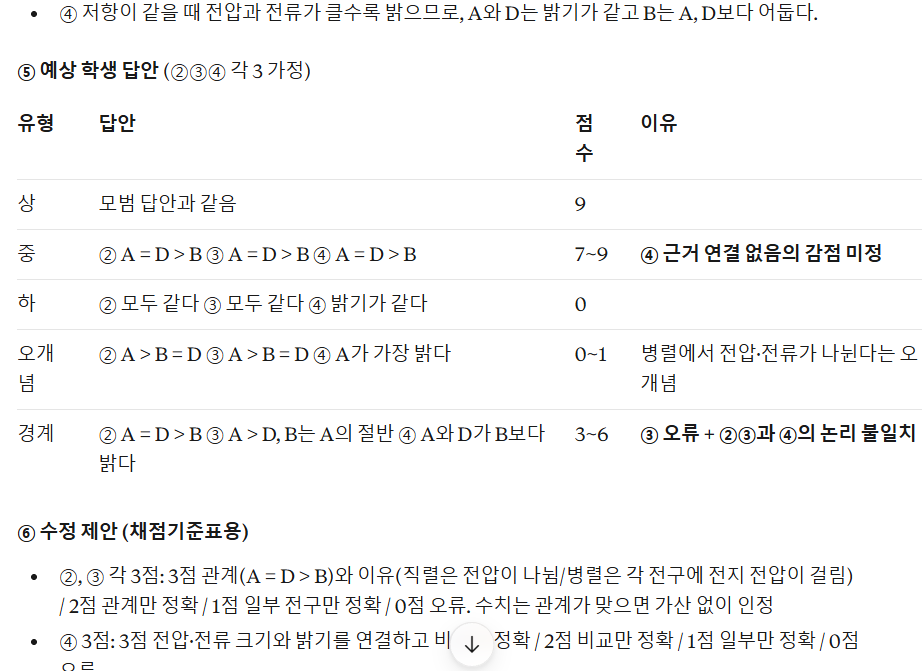 ④ 저항이 같을 때 전압과 전류가 클수록 밝으므로, A와 D는 밝기가 같고 B는 A, D보다 어둡다.
⑤ 예상 학생 답안 (②③④ 각 3 가정)
유형 답안 점수 이유
상 모범 답안과 같음 9
중 ② A = D > B ③ A = D > B ④ A = D > B 7~9 ④ 근거 연결 없음의 감점 미정
하 ② 모두 같다 ③ 모두 같다 ④ 밝기가 같다 0
오개념 ② A > B = D ③ A > B = D ④ A가 가장 밝다 0~1 병렬에서 전압·전류가 나뉜다는 오개념
경계 ② A = D > B ③ A > D, B는 A의 절반 ④ A와 D가 B보다 밝다 3~6 ③ 오류 + ②③과 ④의 논리 불일치
⑥ 수정 제안 (채점기준표용)
②, ③ 각 3점: 3점 관계(A = D > B)와 이유(직렬은 전압이 나뉨/병렬은 각 전구에 전지 전압이 걸림)
/ 2점 관계만 정확 / 1점 일부 전구만 정확 / 0점 오류. 수치는 관계가 맞으면 가산 없이 인정
④ 3점: 3점 전압·전류 크기와 밝기를 연결하고 정확 / 2점 비교만 정확 / 1점 일부만 정확 / 0점